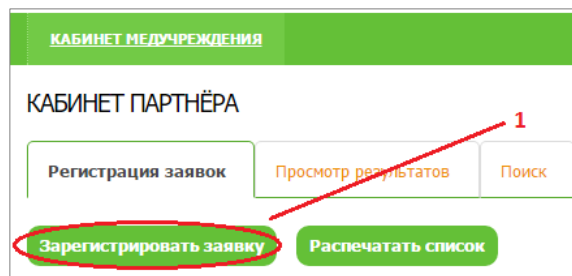 КАБИНЕТ МЕДУЧРЕЖДЕНИЯ
КАБИНЕТ ПАРТНЁРА
1
Регистрация заявок Просмотр результатов Поиск
Зарегистрировать заявку Распечатать список